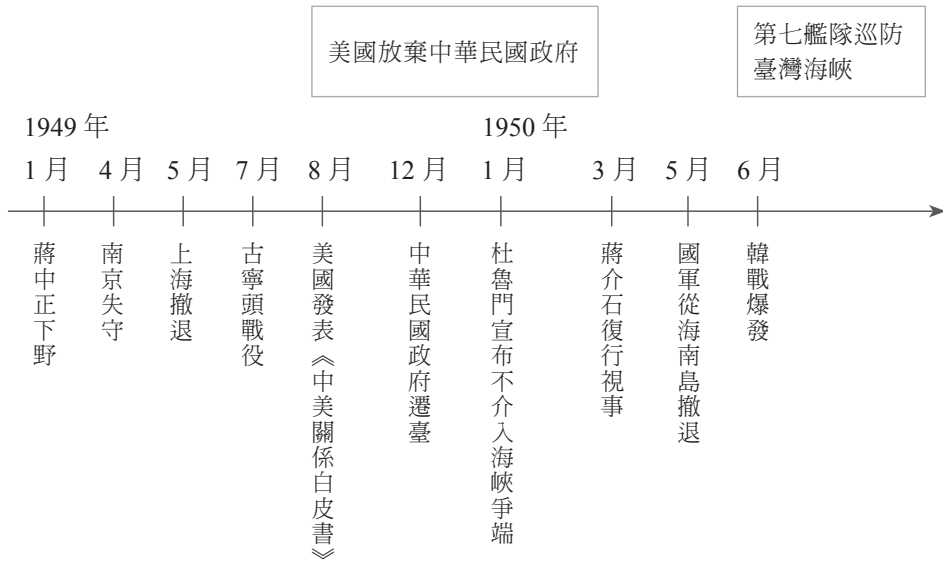 美國放棄中華民國政府
第七艦隊巡防
臺灣海峽
1949 年
1950 年
1 月
4 月
5 月
7 月
8 月
12 月
1 月
3 月
5 月
6 月
蔣中正下野
南京失守
上海撤退
古寧頭戰役
美國發表《中美關係白皮書》
中華民國政府遷臺
杜魯門宣布不介入海峽爭端
蔣介石復行視事
國軍從海南島撤退
韓戰爆發